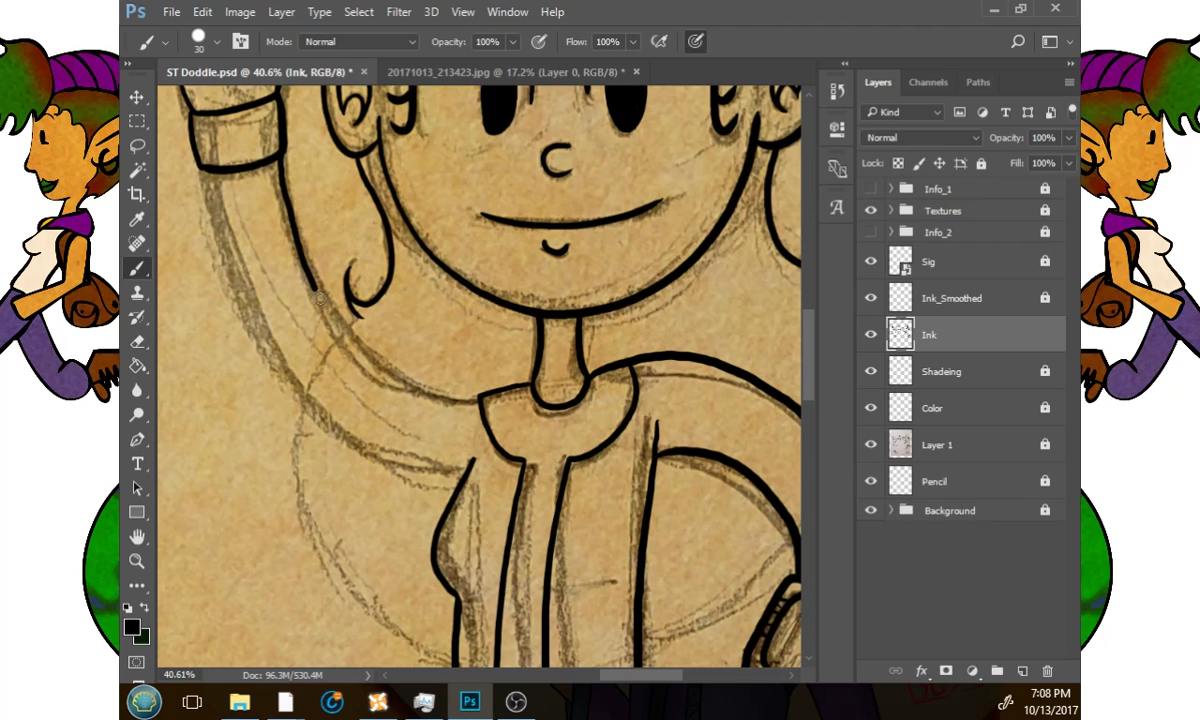 Ps File Edit Image Layer Type Select Filter 3D View Window Help
30 Mode: Normal Opacity: 100% Flow: 100%
ST Doddle.psd @ 40.6% (Ink, RGB/8) * × 20171013_213423.jpg @ 17.2% (Layer 0, RGB/8) * ×
Layers Channels Paths
Kind
Normal Opacity: 100%
Lock: Fill: 100%
Info_1
Textures
Info_2
Sig
Ink_Smoothed
Ink
Shadeing
Color
Layer 1
Pencil
Background
40.61% Doc: 96.3M/530.4M
fx
Ps
7:08 PM
10/13/2017